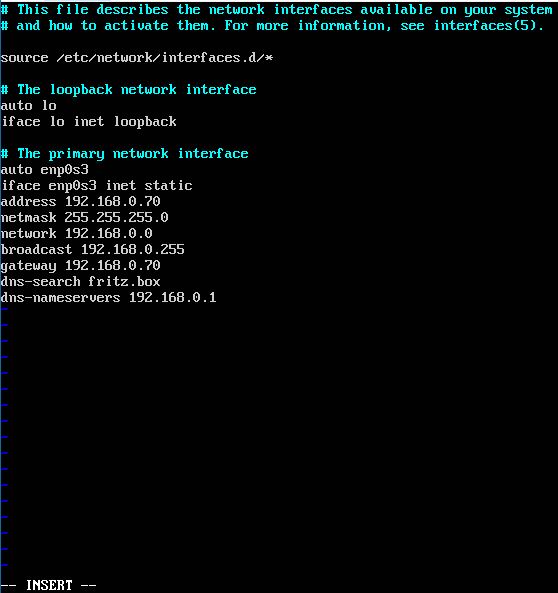 # This file describes the network interfaces available on your system
# and how to activate them. For more information, see interfaces(5).
source /etc/network/interfaces.d/*
# The loopback network interface
auto lo
iface lo inet loopback
# The primary network interface
auto enp0s3
iface enp0s3 inet static
address 192.168.0.70
netmask 255.255.255.0
network 192.168.0.0
broadcast 192.168.0.255
gateway 192.168.0.70
dns-search fritz.box
dns-nameservers 192.168.0.1
-- INSERT --